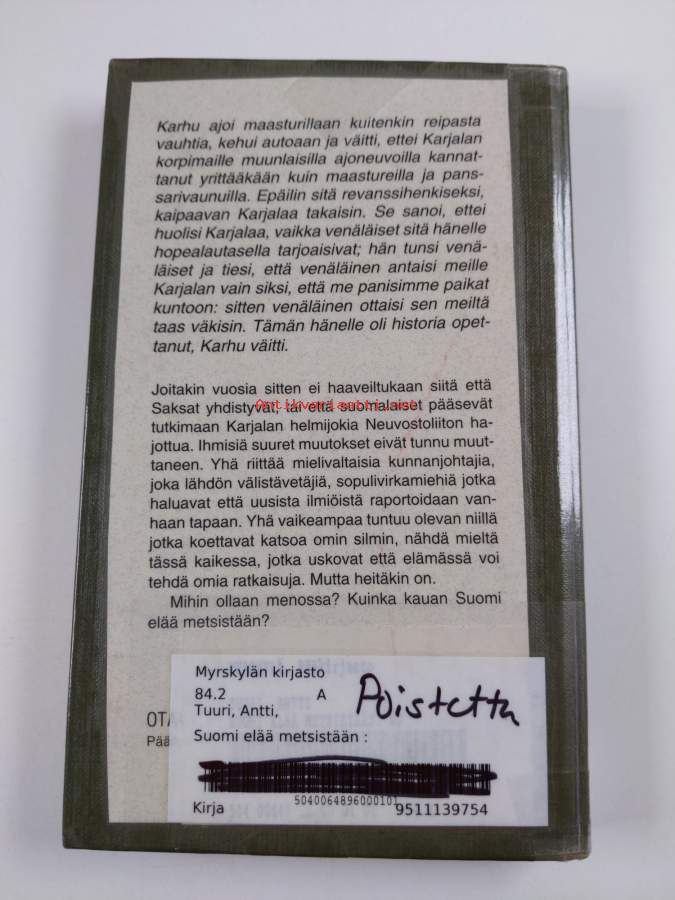 Karhu ajoi maasturillaan kuitenkin reipasta
vauhtia, kehui autoaan ja väitti, ettei Karjalan
korpimaille muunlaisilla ajoneuvoilla kannat-
tanut yrittääkään kuin maastureilla ja pans-
sarivaunuilla. Epäilin sitä revanssihenkiseksi,
kaipaavan Karjalaa takaisin. Se sanoi, ettei
huolisi Karjalaa, vaikka venäläiset sitä hänelle
hopealautasella tarjoaisivat; hän tunsi venä-
läiset ja tiesi, että venäläinen antaisi meille
Karjalan vain siksi, että me panisimme paikat
kuntoon: sitten venäläinen ottaisi sen meiltä
taas väkisin. Tämän hänelle oli historia opet-
tanut, Karhu väitti.
Joitakin vuosia sitten ei haaveiltukaan siitä että
Saksat yhdistyvät, tai että suomalaiset pääsevät
tutkimaan Karjalan helmijokia Neuvostoliiton ha-
jottua. Ihmisiä suuret muutokset eivät tunnu muut-
taneen. Yhä riittää mielivaltaisia kunnanjohtajia,
joka lähdön välistävetäjiä, sopulivirkamiehiä jotka
haluavat että uusista ilmiöistä raportoidaan van-
haan tapaan. Yhä vaikeampaa tuntuu olevan niillä
jotka koettavat katsoa omin silmin, nähdä mieltä
tässä kaikessa, jotka uskovat että elämässä voi
tehdä omia ratkaisuja. Mutta heitäkin on.
Mihin ollaan menossa? Kuinka kauan Suomi
elää metsistään?
Myrskylän kirjasto
84.2 A Poistettu
Tuuri, Antti,
Suomi elää metsistään :
5040064896000101
Kirja 9511139754